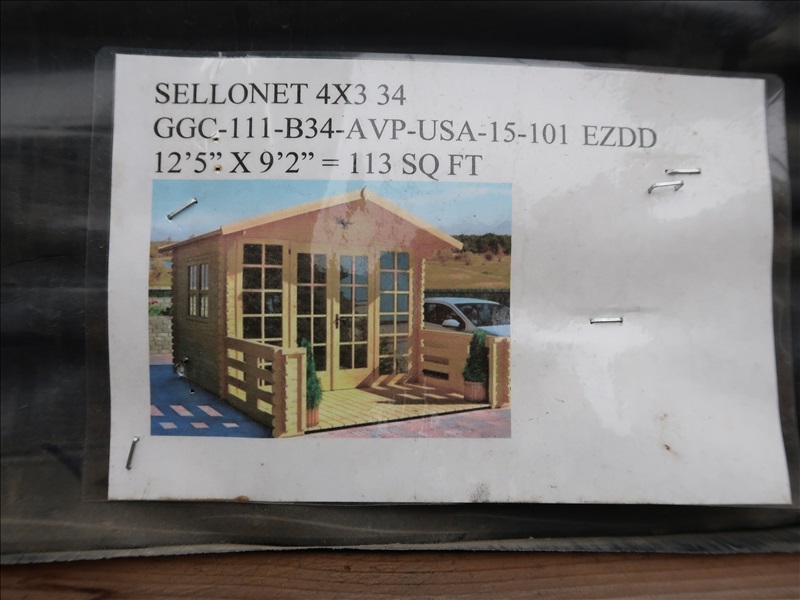 SELLONET 4X3 34
GGC-111-B34-AVP-USA-15-101 EZDD
12’5” X 9’2” = 113 SQ FT